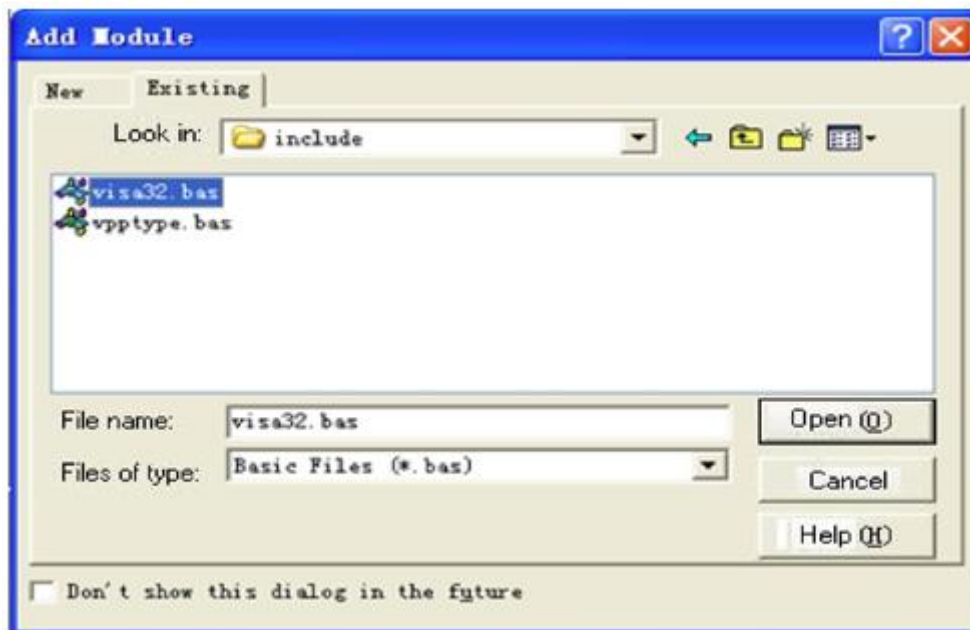 Add Module
New Existing
Look in: include
visa32.bas
vpptype.bas
File name: visa32.bas Open (O)
Files of type: Basic Files (*.bas)
Cancel
Help (H)
Don't show this dialog in the future